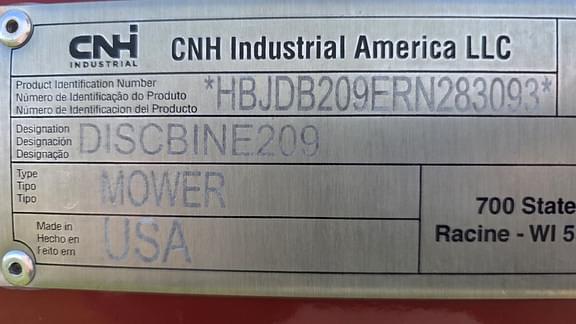 CNH
INDUSTRIAL
CNH Industrial America LLC
Product Identification Number
Número de Identificação do Produto
Número de Identificacion del Producto
*HBJDB209ERN283093*
Designation
Designación
Designação
DISCBINE209
Type
Tipo
Tipo
MOWER
700 State
Racine - WI 5
Made in
Hecho en
Feito em
USA